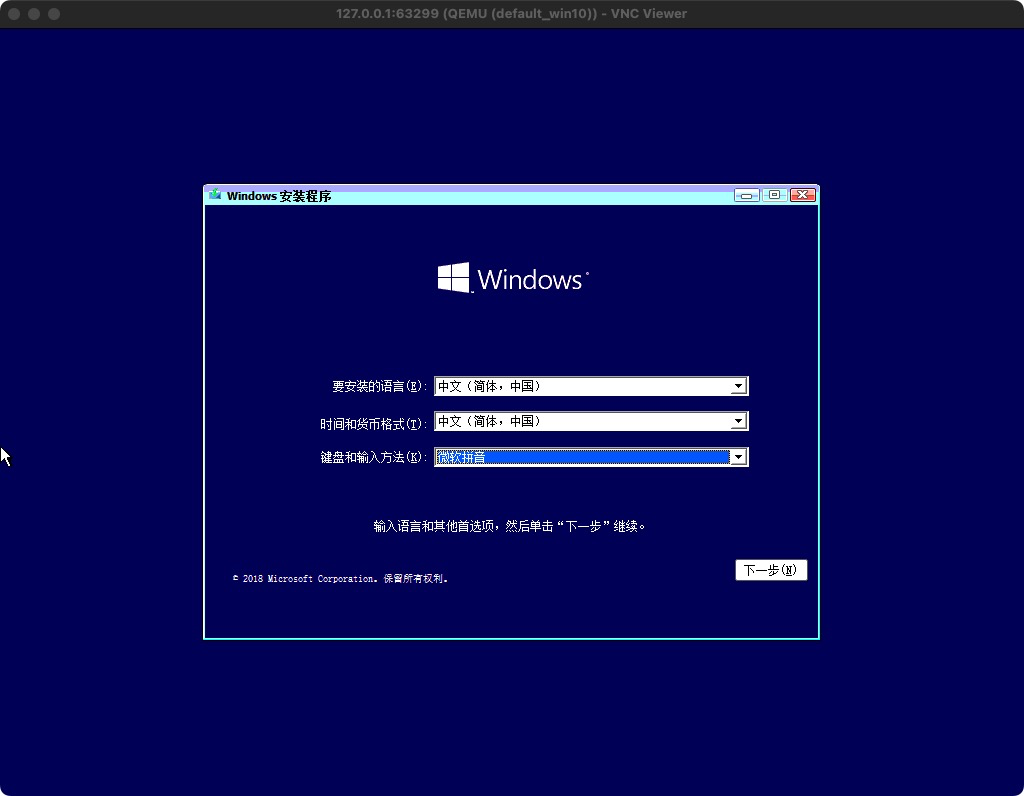 127.0.0.1:63299 (QEMU (default_win10)) - VNC Viewer
Windows 安装程序
Windows
要安装的语言(E): 中文（简体，中国）
时间和货币格式(T): 中文（简体，中国）
键盘和输入方法(K): 微软拼音
输入语言和其他首选项，然后单击“下一步”继续。
下一步(N)
© 2018 Microsoft Corporation。保留所有权利。